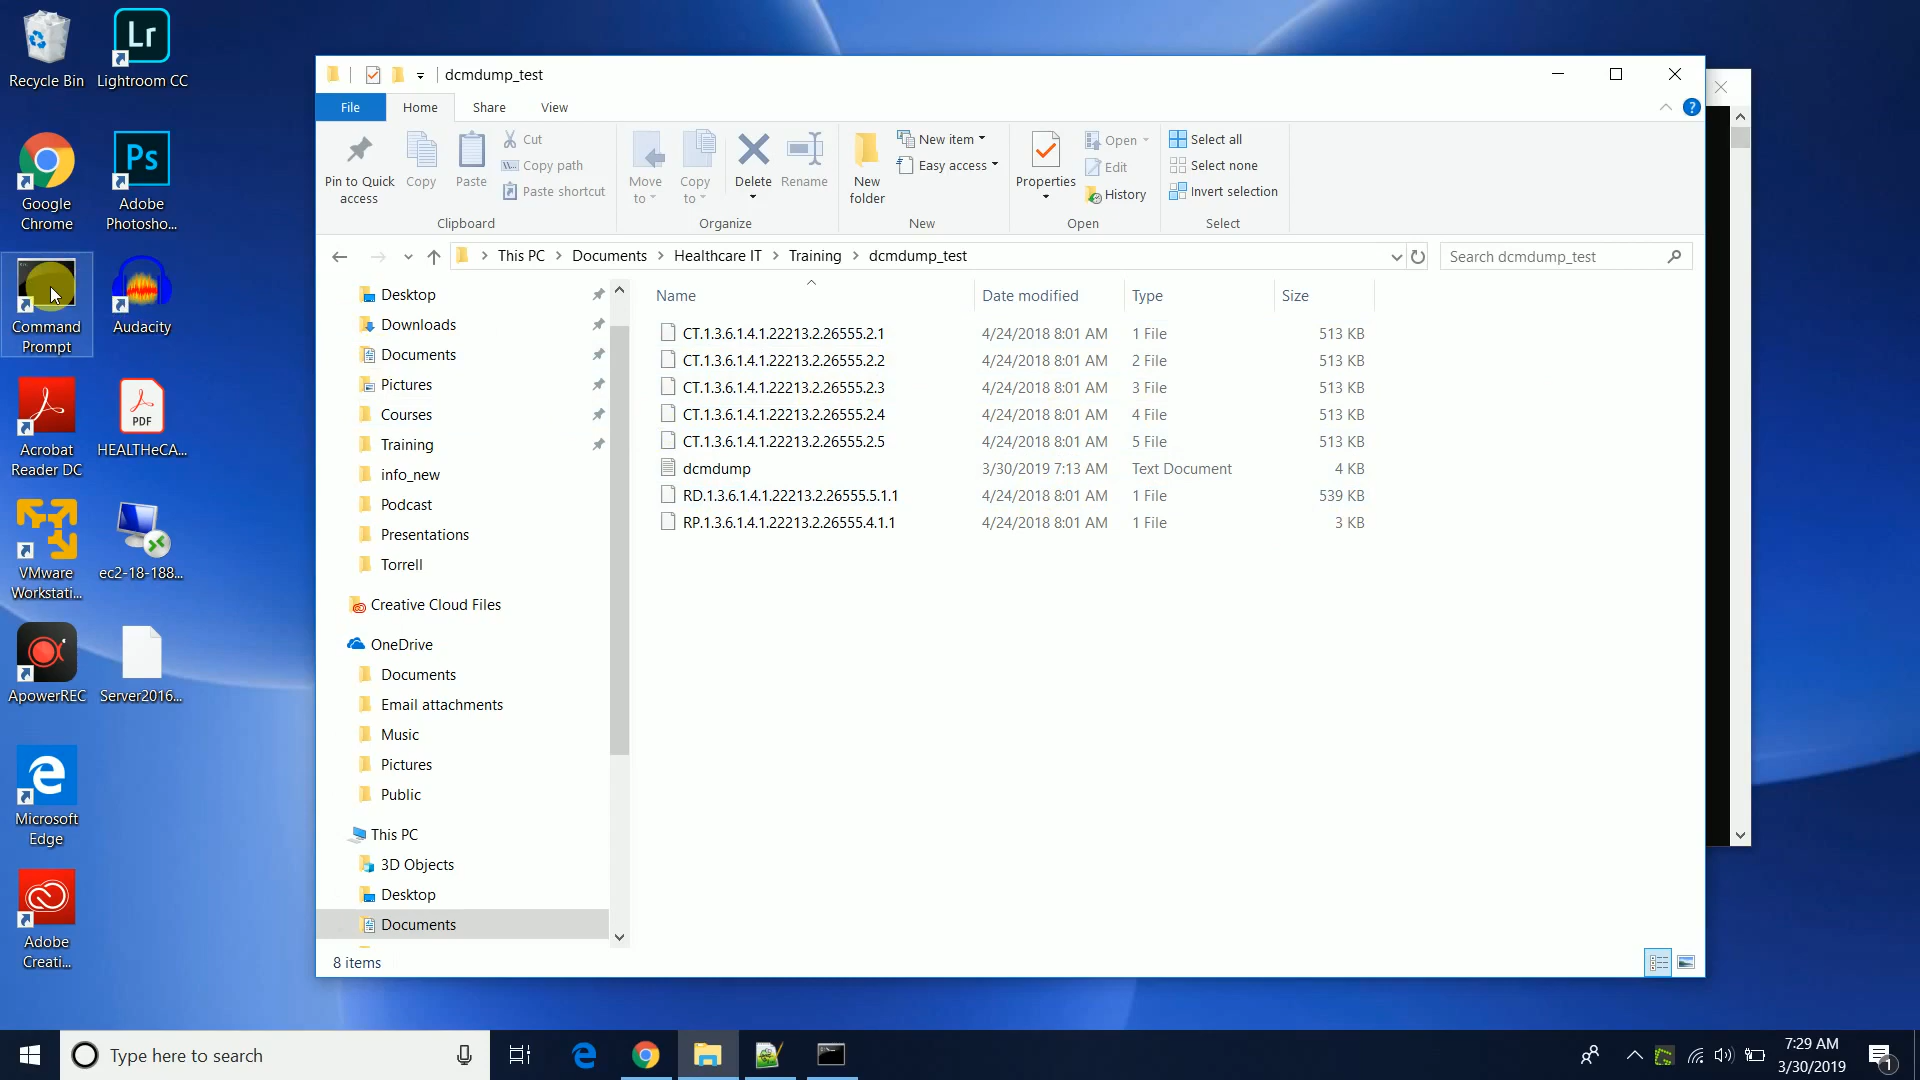 Recycle Bin
Lightroom CC
Google
Chrome
Adobe
Photosho...
Command
Prompt
Audacity
Acrobat
Reader DC
HEALTHeCA...
VMware
Workstati...
ec2-18-188...
ApowerREC
Server2016...
Microsoft
Edge
Adobe
Creati...
dcmdump_test
File
Home
Share
View
Pin to Quick
access
Copy
Paste
Cut
Copy path
Paste shortcut
Clipboard
Move
to
Copy
to
Delete
Rename
Organize
New
folder
New item
Easy access
New
Properties
Open
Edit
History
Open
Select all
Select none
Invert selection
Select
This PC > Documents > Healthcare IT > Training > dcmdump_test
Search dcmdump_test
Desktop
Downloads
Documents
Pictures
Courses
Training
info_new
Podcast
Presentations
Torrell
Creative Cloud Files
OneDrive
Documents
Email attachments
Music
Pictures
Public
This PC
3D Objects
Desktop
Documents
Name Date modified Type Size
CT.1.3.6.1.4.1.22213.2.26555.2.1 4/24/2018 8:01 AM 1 File 513 KB
CT.1.3.6.1.4.1.22213.2.26555.2.2 4/24/2018 8:01 AM 2 File 513 KB
CT.1.3.6.1.4.1.22213.2.26555.2.3 4/24/2018 8:01 AM 3 File 513 KB
CT.1.3.6.1.4.1.22213.2.26555.2.4 4/24/2018 8:01 AM 4 File 513 KB
CT.1.3.6.1.4.1.22213.2.26555.2.5 4/24/2018 8:01 AM 5 File 513 KB
dcmdump 3/30/2019 7:13 AM Text Document 4 KB
RD.1.3.6.1.4.1.22213.2.26555.5.1.1 4/24/2018 8:01 AM 1 File 539 KB
RP.1.3.6.1.4.1.22213.2.26555.4.1.1 4/24/2018 8:01 AM 1 File 3 KB
8 items
Type here to search
7:29 AM
3/30/2019
1
Lr
Ps
PDF